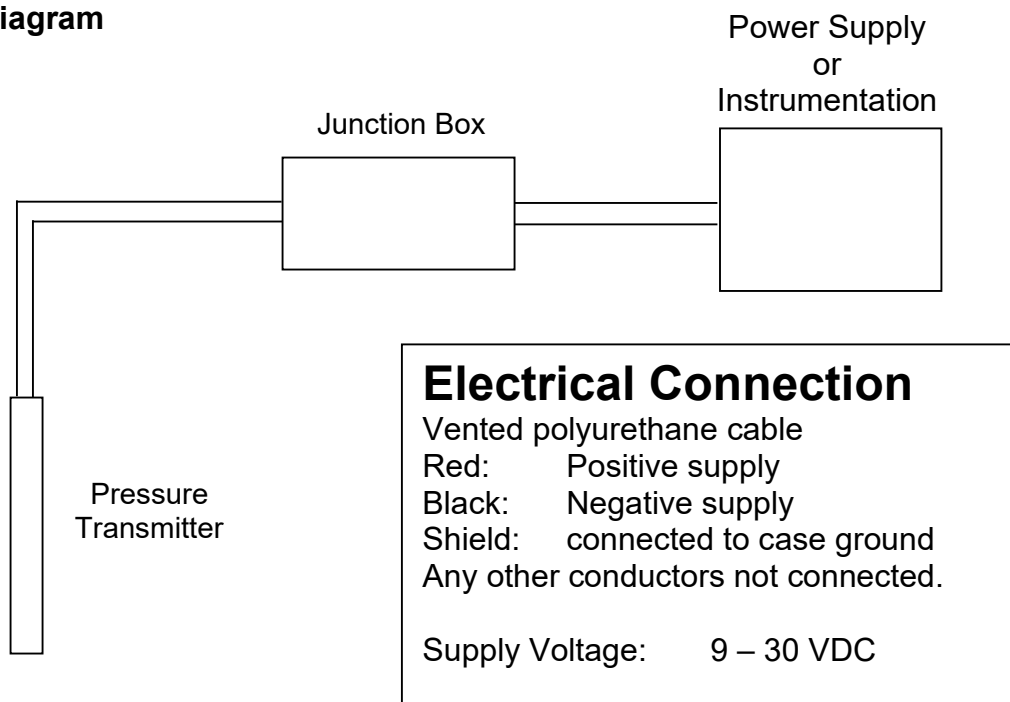 iagram
Power Supply
or
Instrumentation
Junction Box
Pressure
Transmitter
Electrical Connection
Vented polyurethane cable
Red: Positive supply
Black: Negative supply
Shield: connected to case ground
Any other conductors not connected.
Supply Voltage: 9 – 30 VDC